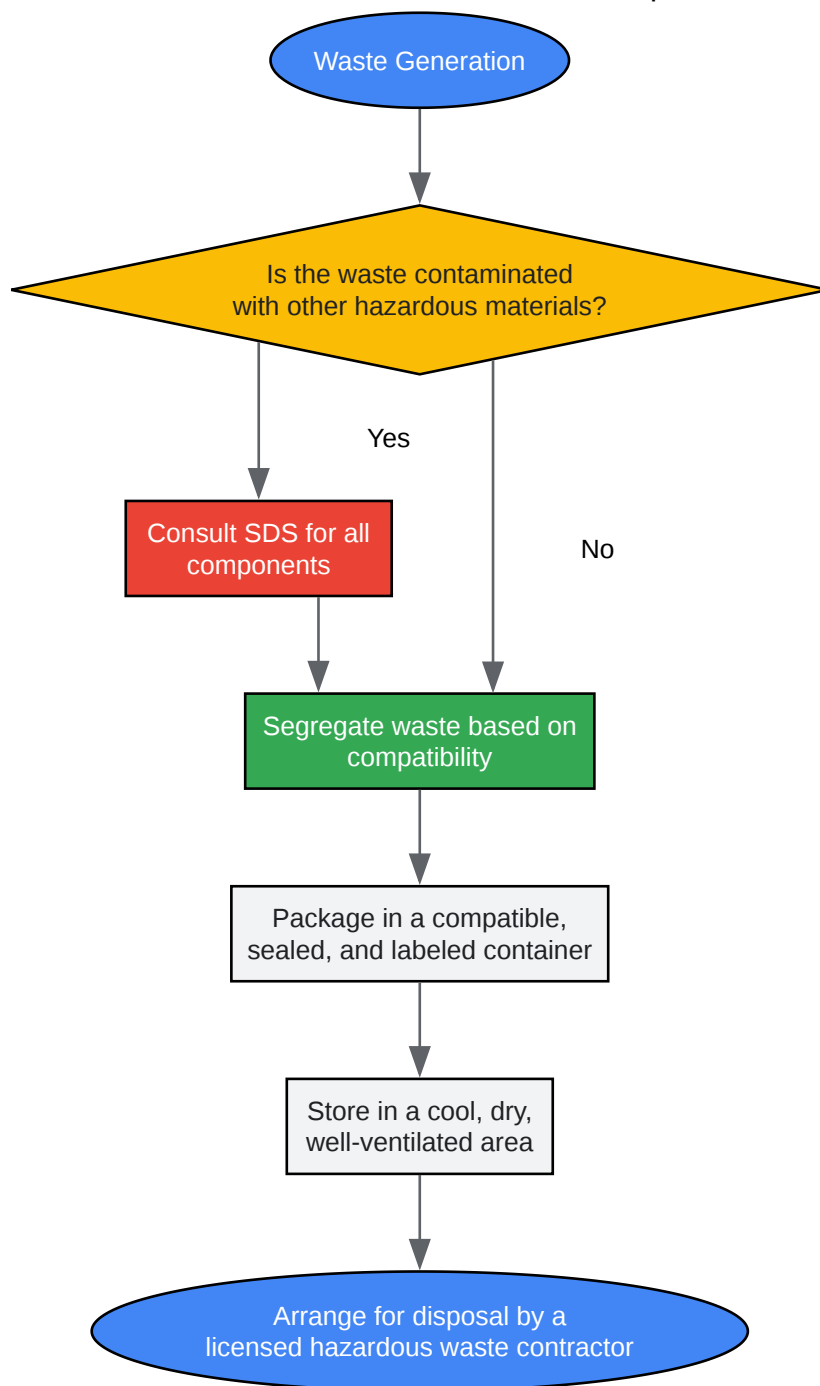 Waste Generation
Is the waste contaminated
with other hazardous materials?
Yes
Consult SDS for all
components
No
Segregate waste based on
compatibility
Package in a compatible,
sealed, and labeled container
Store in a cool, dry,
well-ventilated area
Arrange for disposal by a
licensed hazardous waste contractor